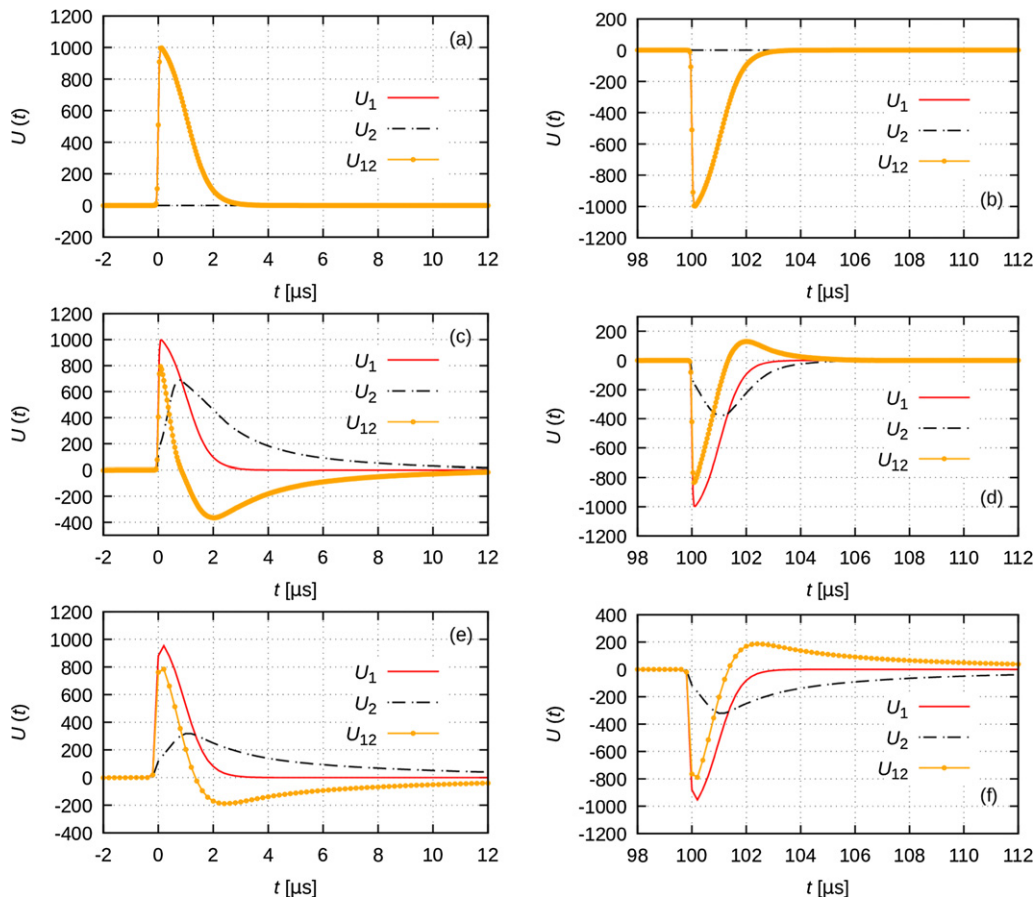 1200
1000
800
600
400
200
0
-200
U (t)
(a)
U1
U2
U12
-2 0 2 4 6 8 10 12
t [µs]
200
0
-200
-400
-600
-800
-1000
-1200
U (t)
U1
U2
U12
(b)
98 100 102 104 106 108 110 112
t [µs]
1200
1000
800
600
400
200
0
-200
-400
U (t)
(c)
U1
U2
U12
-2 0 2 4 6 8 10 12
t [µs]
200
0
-200
-400
-600
-800
-1000
-1200
U (t)
U1
U2
U12
(d)
98 100 102 104 106 108 110 112
t [µs]
1200
1000
800
600
400
200
0
-200
-400
U (t)
(e)
U1
U2
U12
-2 0 2 4 6 8 10 12
t [µs]
400
200
0
-200
-400
-600
-800
-1000
-1200
U (t)
U1
U2
U12
(f)
98 100 102 104 106 108 110 112
t [µs]